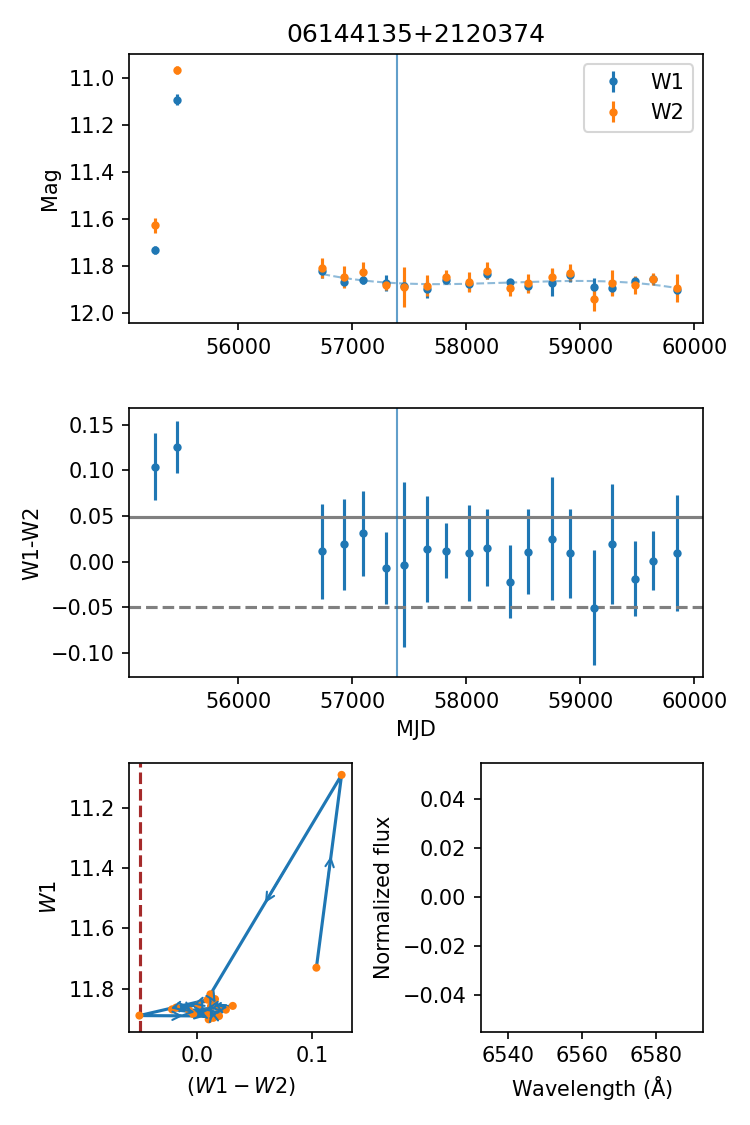 06144135+2120374
11.0
11.2
11.4
11.6
11.8
12.0
Mag
W1
W2
56000 57000 58000 59000 60000
0.15
0.10
0.05
0.00
−0.05
−0.10
W1-W2
56000 57000 58000 59000 60000
MJD
11.2
11.4
11.6
11.8
W1
0.0 0.1
(W1 − W2)
0.04
0.02
0.00
−0.02
−0.04
Normalized flux
6540 6560 6580
Wavelength (Å)